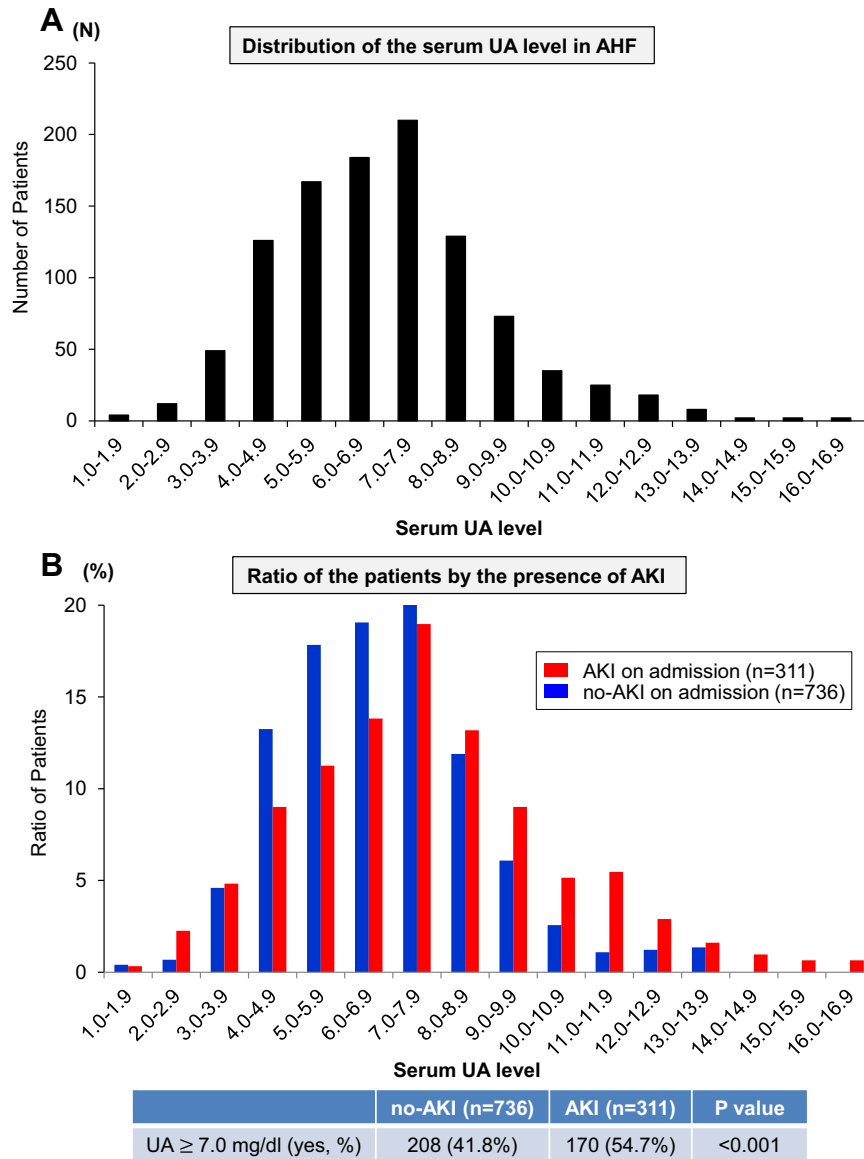 A (N)
Distribution of the serum UA level in AHF
250
200
150
100
50
0
Number of Patients
1.0-1.9 2.0-2.9 3.0-3.9 4.0-4.9 5.0-5.9 6.0-6.9 7.0-7.9 8.0-8.9 9.0-9.9 10.0-10.9 11.0-11.9 12.0-12.9 13.0-13.9 14.0-14.9 15.0-15.9 16.0-16.9
Serum UA level
B (%)
Ratio of the patients by the presence of AKI
20
15
10
5
0
Ratio of Patients
AKI on admission (n=311)
no-AKI on admission (n=736)
1.0-1.9 2.0-2.9 3.0-3.9 4.0-4.9 5.0-5.9 6.0-6.9 7.0-7.9 8.0-8.9 9.0-9.9 10.0-10.9 11.0-11.9 12.0-12.9 13.0-13.9 14.0-14.9 15.0-15.9 16.0-16.9
Serum UA level
no-AKI (n=736) AKI (n=311) P value
UA ≥ 7.0 mg/dl (yes, %) 208 (41.8%) 170 (54.7%) <0.001